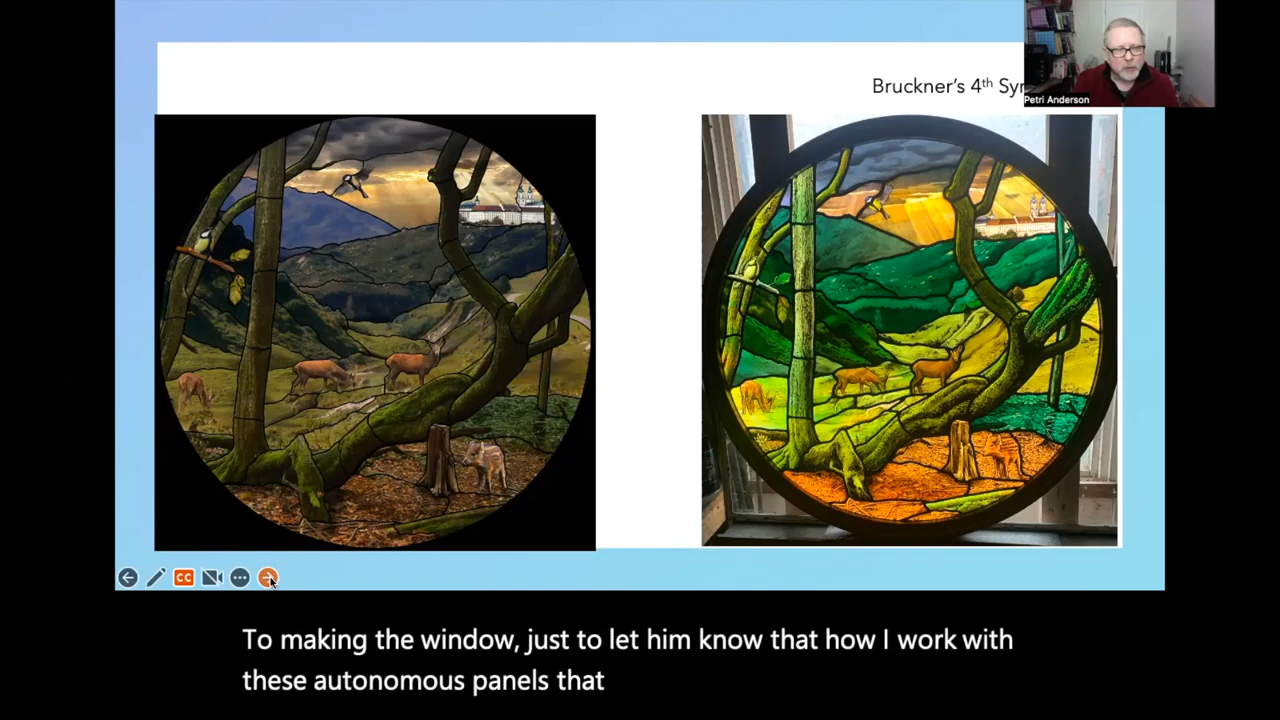 Bruckner's 4th Syr
Petri Anderson
CC
To making the window, just to let him know that how I work with
these autonomous panels that